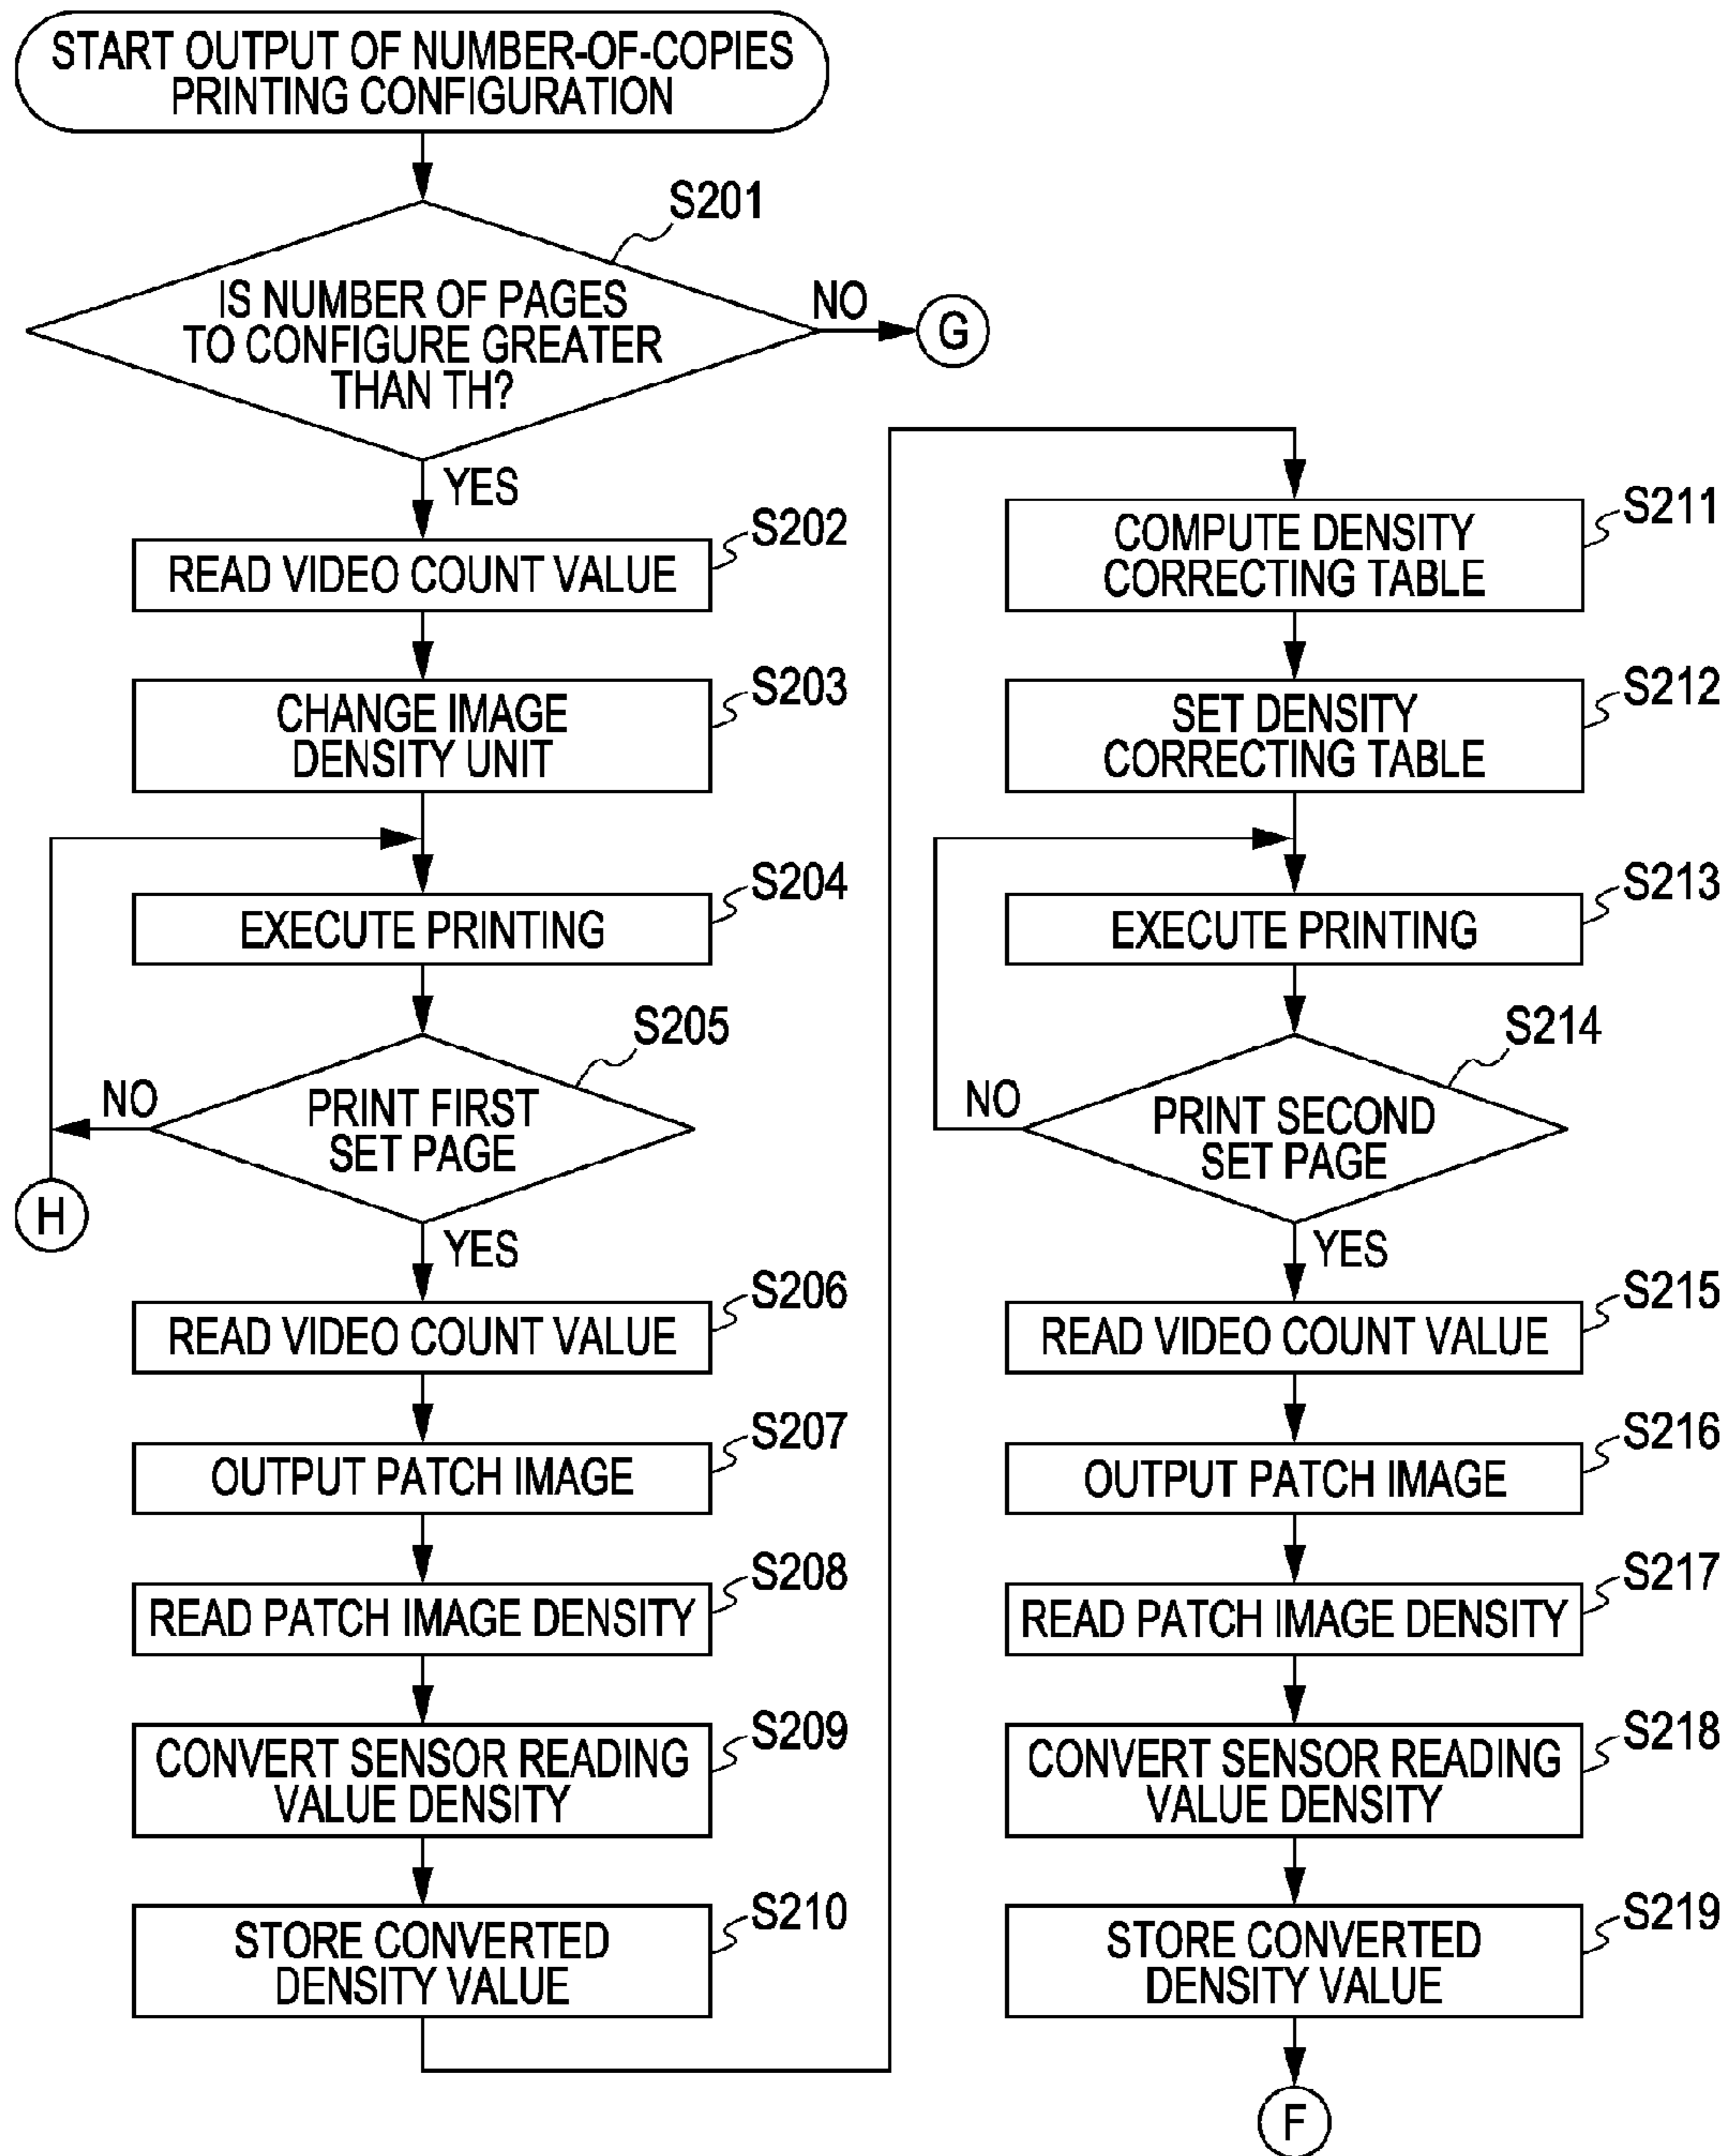 START OUTPUT OF NUMBER-OF-COPIES
PRINTING CONFIGURATION
S201
IS NUMBER OF PAGES
TO CONFIGURE GREATER
THAN TH?
NO
G
YES
S202
READ VIDEO COUNT VALUE
S203
CHANGE IMAGE
DENSITY UNIT
S204
EXECUTE PRINTING
S205
PRINT FIRST
SET PAGE
NO
H
YES
S206
READ VIDEO COUNT VALUE
S207
OUTPUT PATCH IMAGE
S208
READ PATCH IMAGE DENSITY
S209
CONVERT SENSOR READING
VALUE DENSITY
S210
STORE CONVERTED
DENSITY VALUE
S211
COMPUTE DENSITY
CORRECTING TABLE
S212
SET DENSITY
CORRECTING TABLE
S213
EXECUTE PRINTING
S214
PRINT SECOND
SET PAGE
NO
YES
S215
READ VIDEO COUNT VALUE
S216
OUTPUT PATCH IMAGE
S217
READ PATCH IMAGE DENSITY
S218
CONVERT SENSOR READING
VALUE DENSITY
S219
STORE CONVERTED
DENSITY VALUE
F